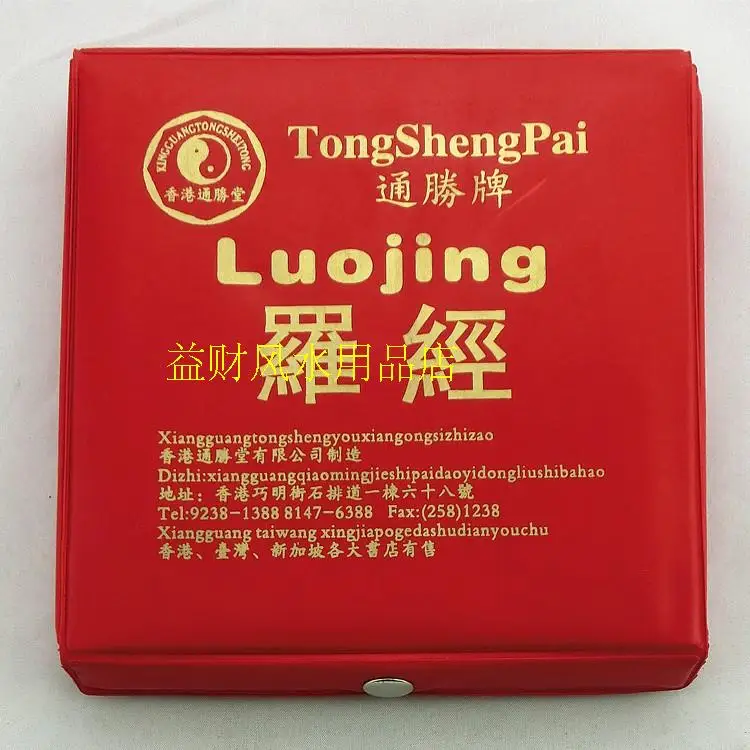 XINGGUANGTONGSHEITONG
香港通勝堂
TongShengPai
通勝牌
Luojing
羅經
益财风水用品店
Xiangguangtongshengyouxiangongsizhizao
香港通勝堂有限公司制造
Dizhi:xiangguangqiaomingjieshipaidaoyidongliushibahao
地址：香港巧明街石排道一棟六十八號
Tel:9238-1388 8147-6388 Fax:(258)1238
Xiangguang taiwang xingjiapogedashudianyouchu
香港、臺灣、新加坡各大書店有售